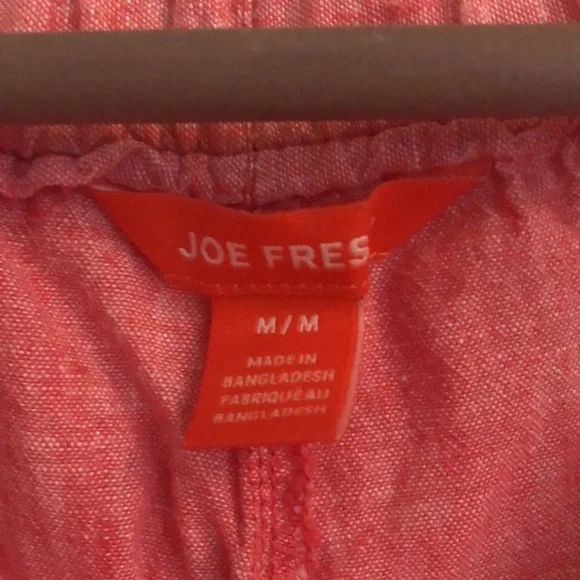 JOE FRES
M/M
MADE IN
BANGLADESH
FABRIQUE AU
BANGLADESH